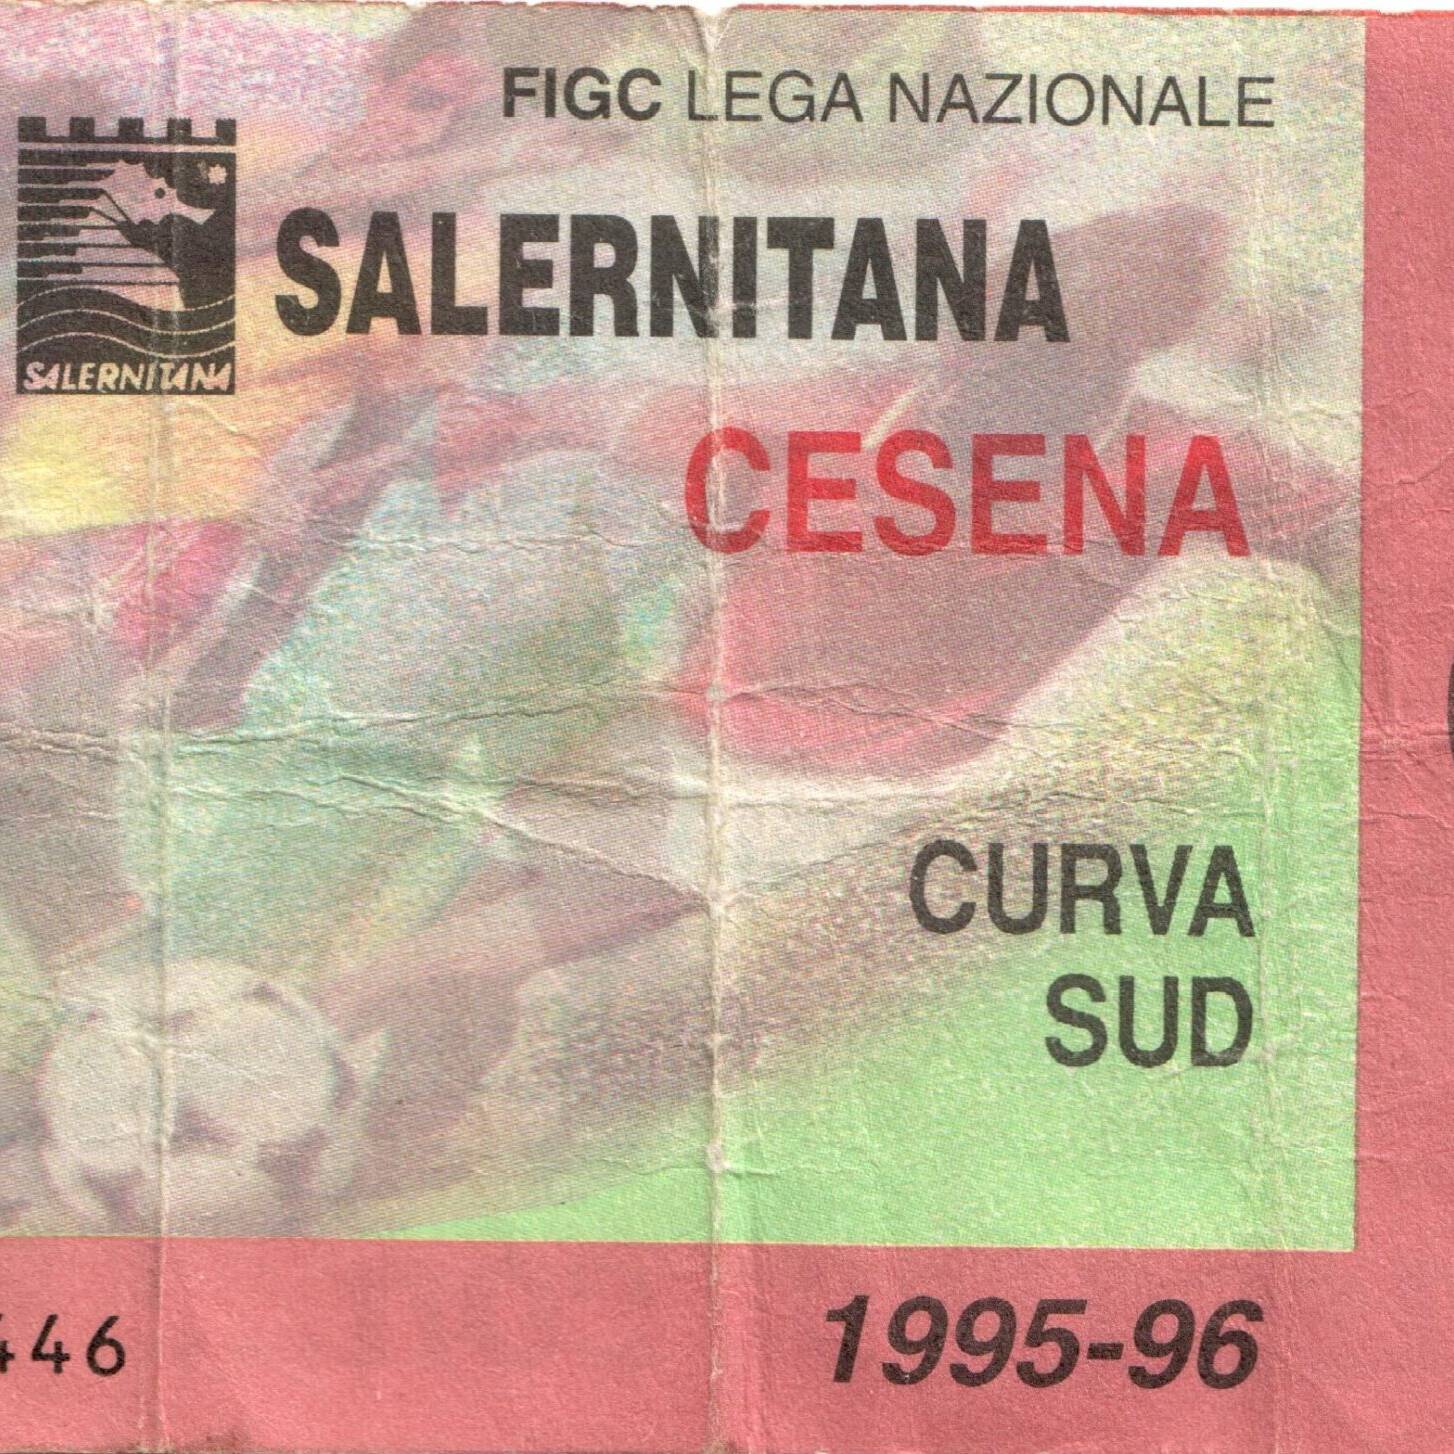 FIGC LEGA NAZIONALE
SALERNITANA
SALERNITANA
CESENA
CURVA
SUD
446
1995-96